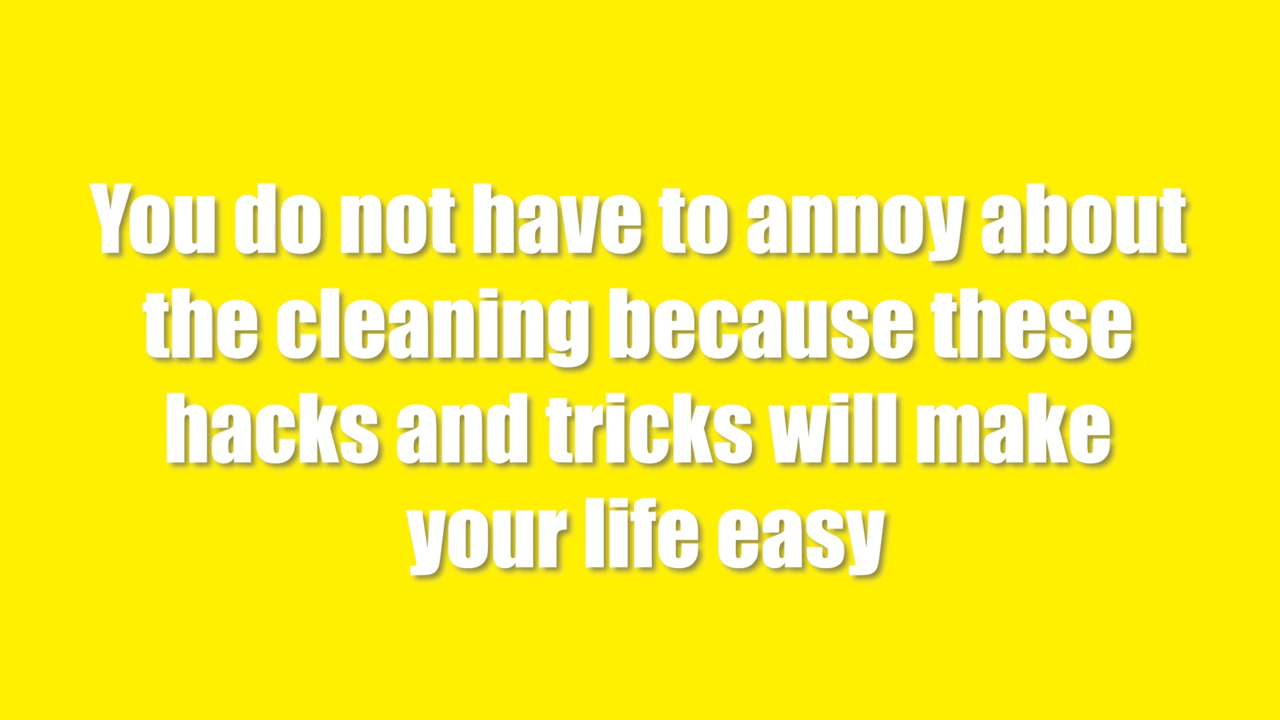 You do not have to annoy about
the cleaning because these
hacks and tricks will make
your life easy